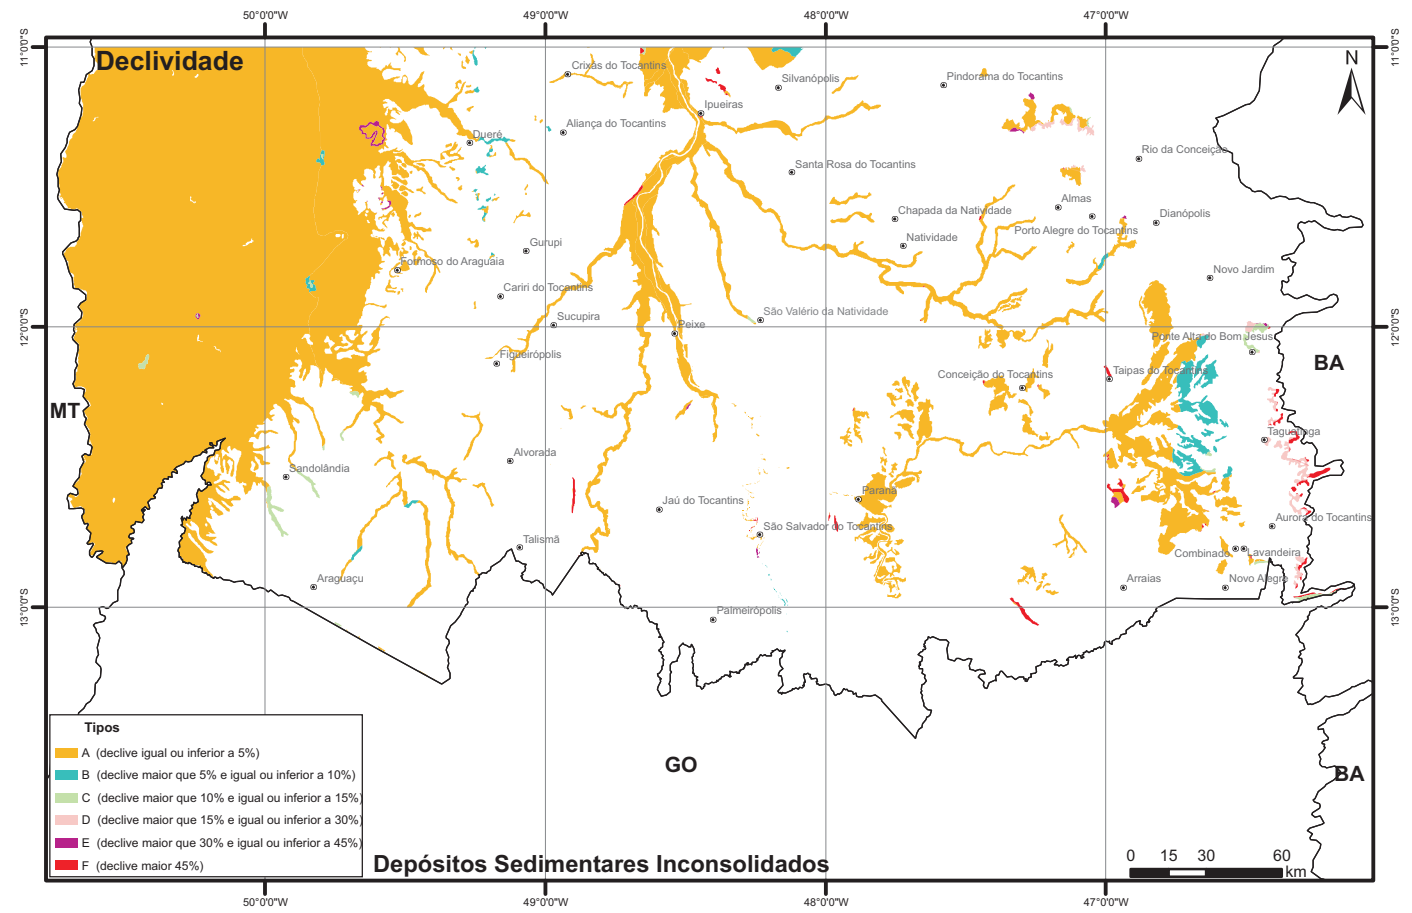 50°0'0"W
49°0'0"W
48°0'0"W
47°0'0"W
11°0'0"S
11°0'0"S
Declividade
N
Crixás do Tocantins
Silvanópolis
Pindorama do Tocantins
Ipueiras
Aliança do Tocantins
Dueré
Rio da Conceição
Santa Rosa do Tocantins
Almas
Chapada da Natividade
Dianópolis
Porto Alegre do Tocantins
Natividade
Gurupi
Formoso do Araguaia
Novo Jardim
Cariri do Tocantins
São Valério da Natividade
Sucupira
Peixe
12°0'0"S
12°0'0"S
Ponte Alta do Bom Jesus
Figueirópolis
BA
Conceição do Tocantins
Taipas do Tocantins
MT
Taguatinga
Alvorada
Sandolândia
Paranã
Jaú do Tocantins
Aurora do Tocantins
São Salvador do Tocantins
Talismã
Combinado
Lavandeira
Araguaçu
Arraias
Novo Alegre
13°0'0"S
13°0'0"S
Palmeirópolis
Tipos
A (declive igual ou inferior a 5%)
B (declive maior que 5% e igual ou inferior a 10%)
C (declive maior que 10% e igual ou inferior a 15%)
D (declive maior que 15% e igual ou inferior a 30%)
E (declive maior que 30% e igual ou inferior a 45%)
F (declive maior 45%)
GO
BA
Depósitos Sedimentares Inconsolidados
0 15 30 60
km
50°0'0"W
49°0'0"W
48°0'0"W
47°0'0"W